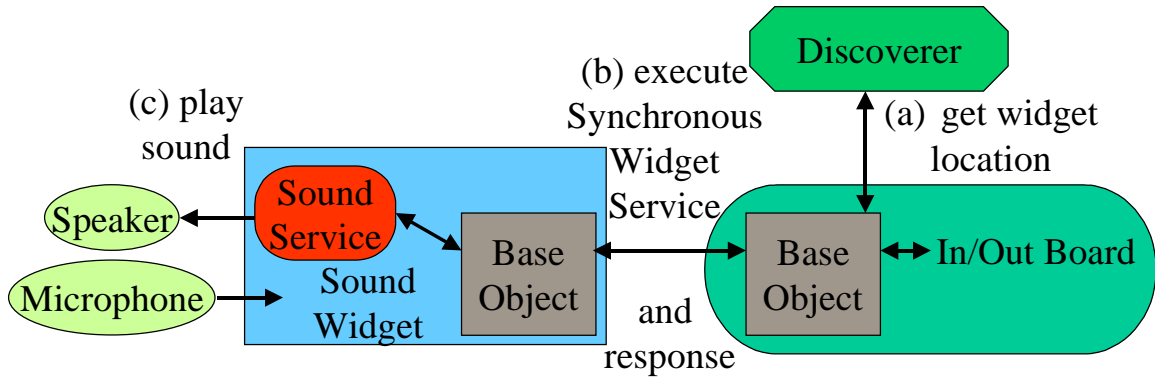 Discoverer
(b) execute
Synchronous
Widget
Service
(a) get widget
location
(c) play
sound
Sound
Service
Speaker
Microphone
Sound
Widget
Base
Object
Base
Object
In/Out Board
and
response